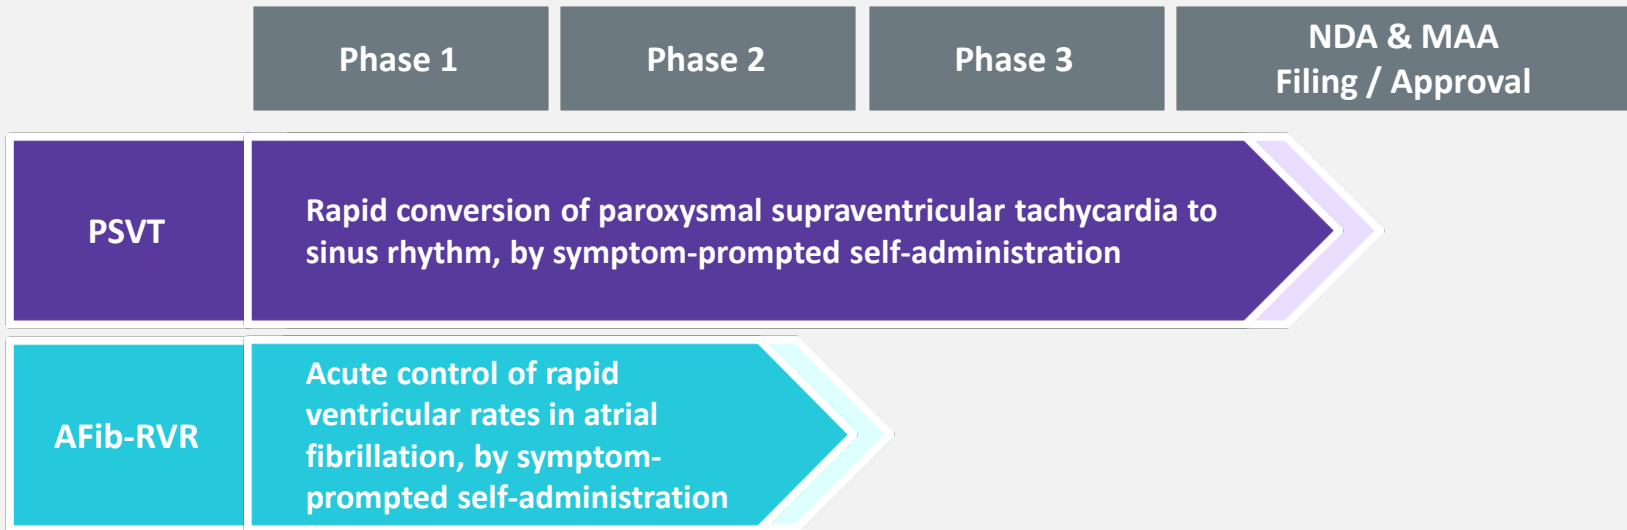 Phase 1
Phase 2
Phase 3
NDA & MAA
Filing / Approval
PSVT
Rapid conversion of paroxysmal supraventricular tachycardia to
sinus rhythm, by symptom-prompted self-administration
AFib-RVR
Acute control of rapid
ventricular rates in atrial
fibrillation, by symptom-
prompted self-administration